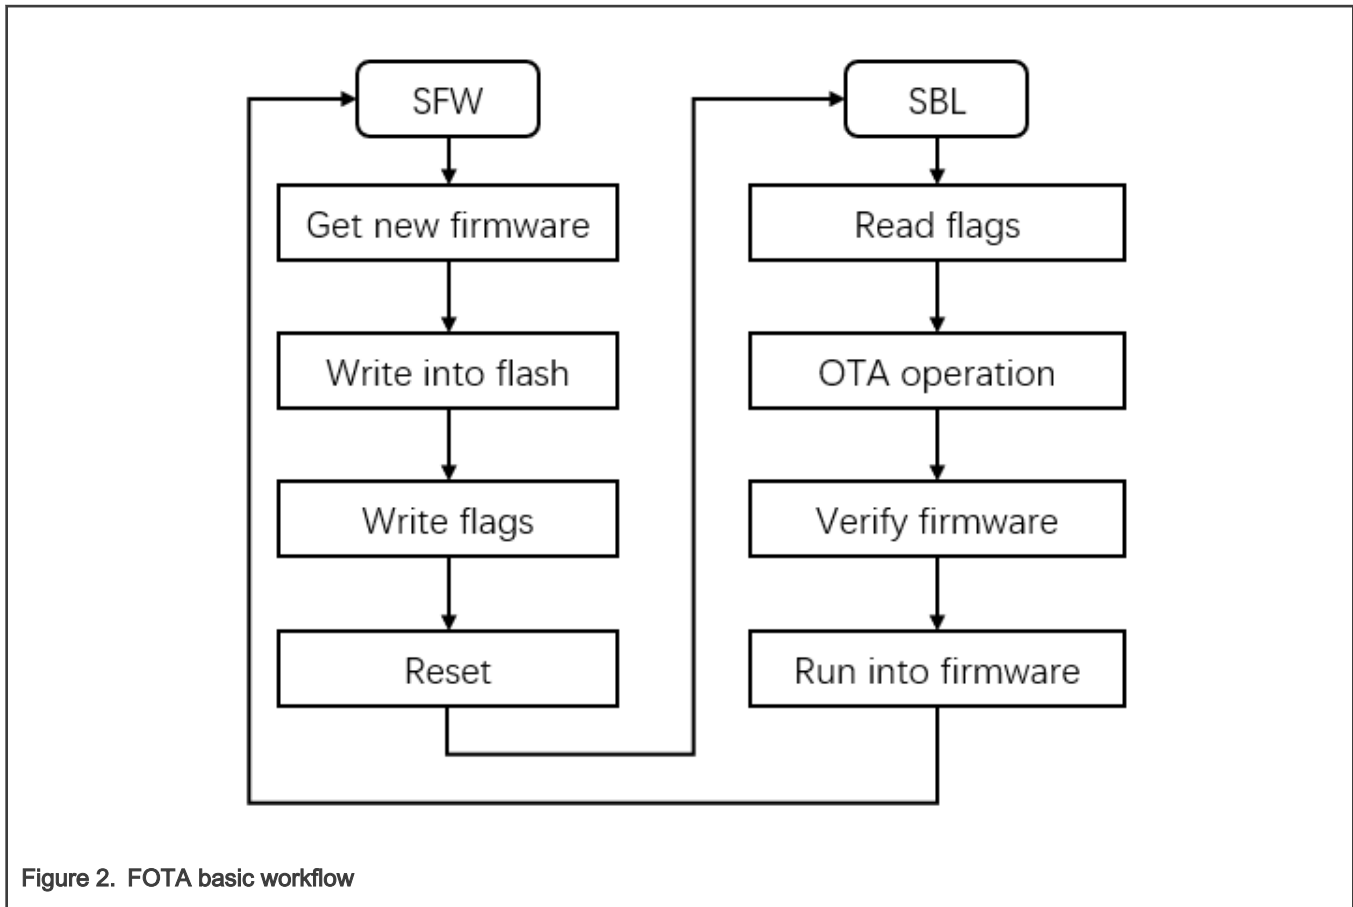 SFW
Get new firmware
Write into flash
Write flags
Reset
SBL
Read flags
OTA operation
Verify firmware
Run into firmware
Figure 2. FOTA basic workflow